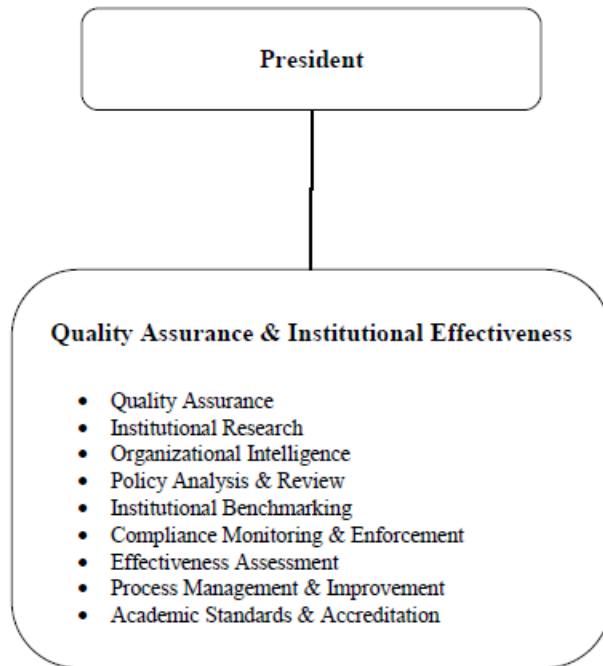 President
Quality Assurance & Institutional Effectiveness
• Quality Assurance
• Institutional Research
• Organizational Intelligence
• Policy Analysis & Review
• Institutional Benchmarking
• Compliance Monitoring & Enforcement
• Effectiveness Assessment
• Process Management & Improvement
• Academic Standards & Accreditation